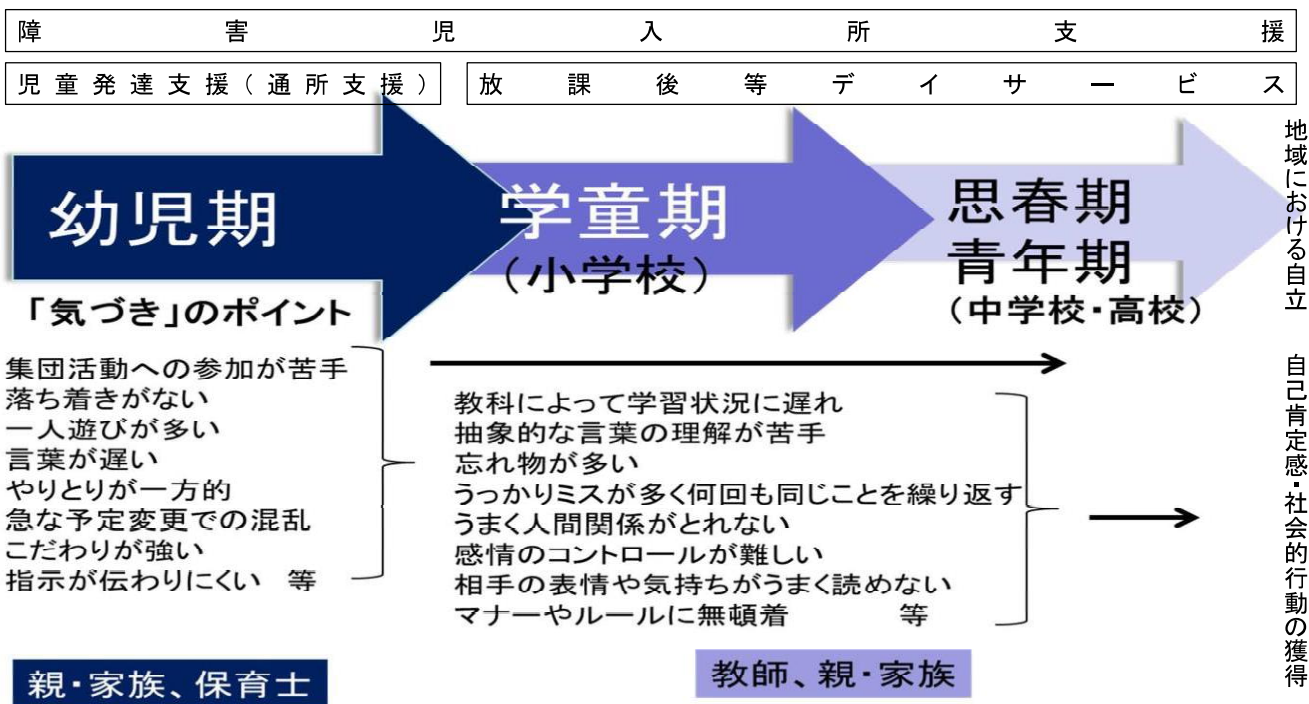 障害児入所支援
児童発達支援(通所支援)
放課後等デイサービス
幼児期
学童期
(小学校)
思春期
青年期
(中学校・高校)
「気づき」のポイント
集団活動への参加が苦手
落ち着きがない
一人遊びが多い
言葉が遅い
やりとりが一方的
急な予定変更での混乱
こだわりが強い
指示が伝わりにくい 等
教科によって学習状況に遅れ
抽象的な言葉の理解が苦手
忘れ物が多い
うっかりミスが多く何回も同じことを繰り返す
うまく人間関係がとれない
感情のコントロールが難しい
相手の表情や気持ちがうまく読めない
マナーやルールに無頓着 等
親・家族、保育士
教師、親・家族
地域における自立 自己肯定感・社会的行動の獲得